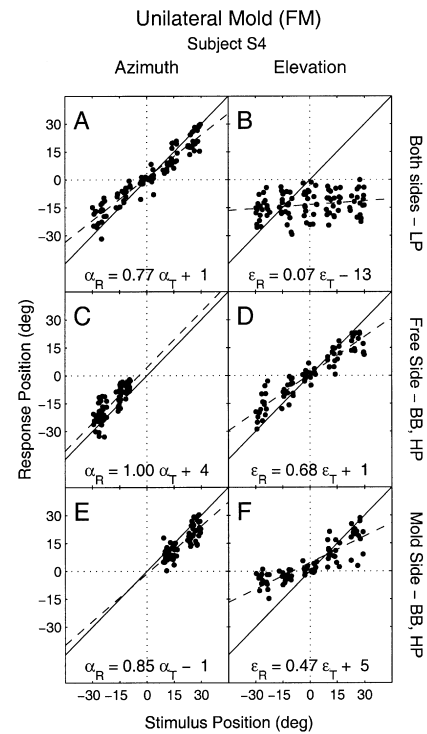 Unilateral Mold (FM)
Subject S4
Azimuth Elevation
A B
30
15
0
-15
-30
α_R = 0.77 α_T + 1
ε_R = 0.07 ε_T - 13
Both sides - LP
C D
30
15
0
-15
-30
α_R = 1.00 α_T + 4
ε_R = 0.68 ε_T + 1
Free Side - BB, HP
E F
30
15
0
-15
-30
α_R = 0.85 α_T - 1
ε_R = 0.47 ε_T + 5
Mold Side - BB, HP
Response Position (deg)
-30 -15 0 15 30 -30 -15 0 15 30
Stimulus Position (deg)